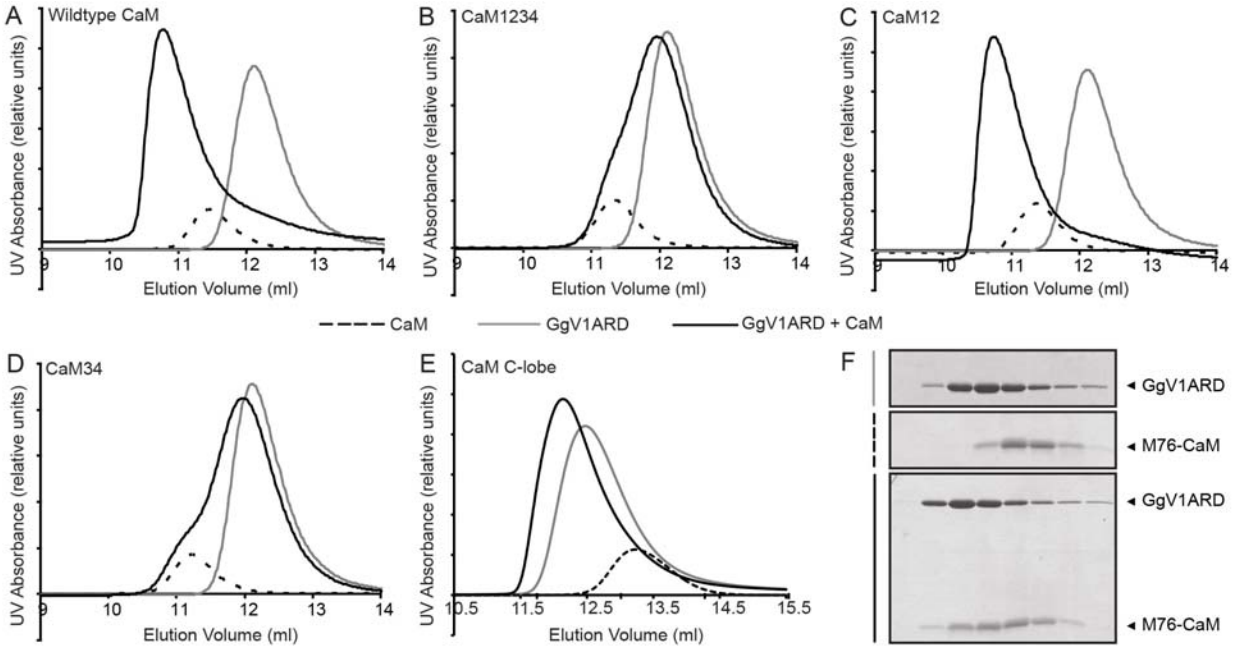 A Wildtype CaM
UV Absorbance (relative units)
9 10 11 12 13 14
Elution Volume (ml)
B CaM1234
UV Absorbance (relative units)
9 10 11 12 13 14
Elution Volume (ml)
C CaM12
UV Absorbance (relative units)
9 10 11 12 13 14
Elution Volume (ml)
CaM GgV1ARD GgV1ARD + CaM
D CaM34
UV Absorbance (relative units)
9 10 11 12 13 14
Elution Volume (ml)
E CaM C-lobe
UV Absorbance (relative units)
10.5 11.5 12.5 13.5 14.5 15.5
Elution Volume (ml)
F
GgV1ARD
M76-CaM
GgV1ARD
M76-CaM